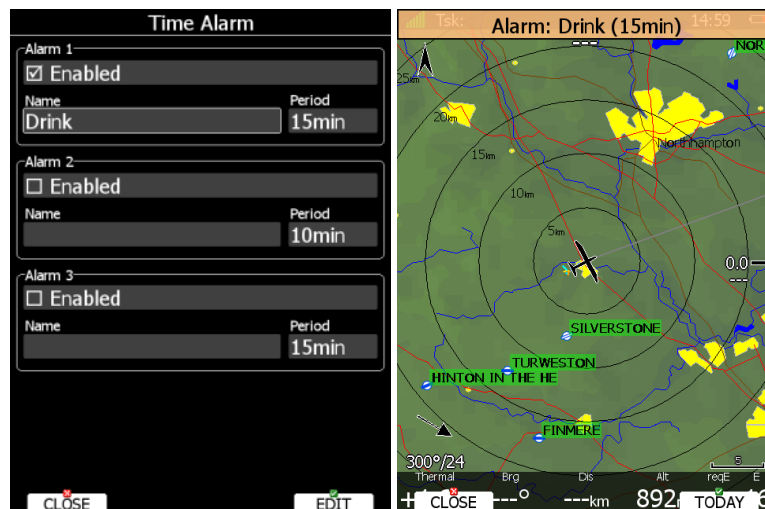 Time Alarm
Alarm 1
Enabled
Name Period
Drink 15min
Alarm 2
Enabled
Name Period
10min
Alarm 3
Enabled
Name Period
15min
CLOSE EDIT
Tsk: 14:59
Alarm: Drink (15min)
---
NOR
25km
20km
Northhampton
15km
10km
5km
0.0
---
SILVERSTONE
TURWESTON
HINTON IN THE HE
FINMERE
300°/24 5
Thermal Brg Dis Alt reqE E
CLOSE ---° ---km 892 TODAY